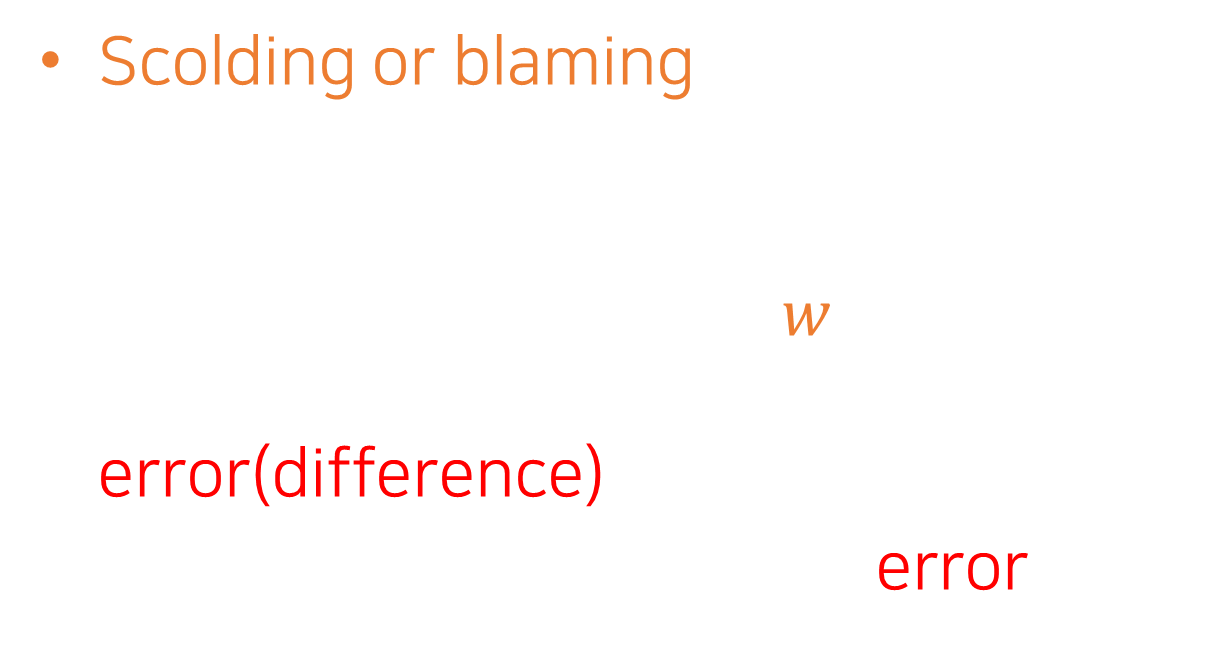 • Scolding or blaming
w
error(difference)
error